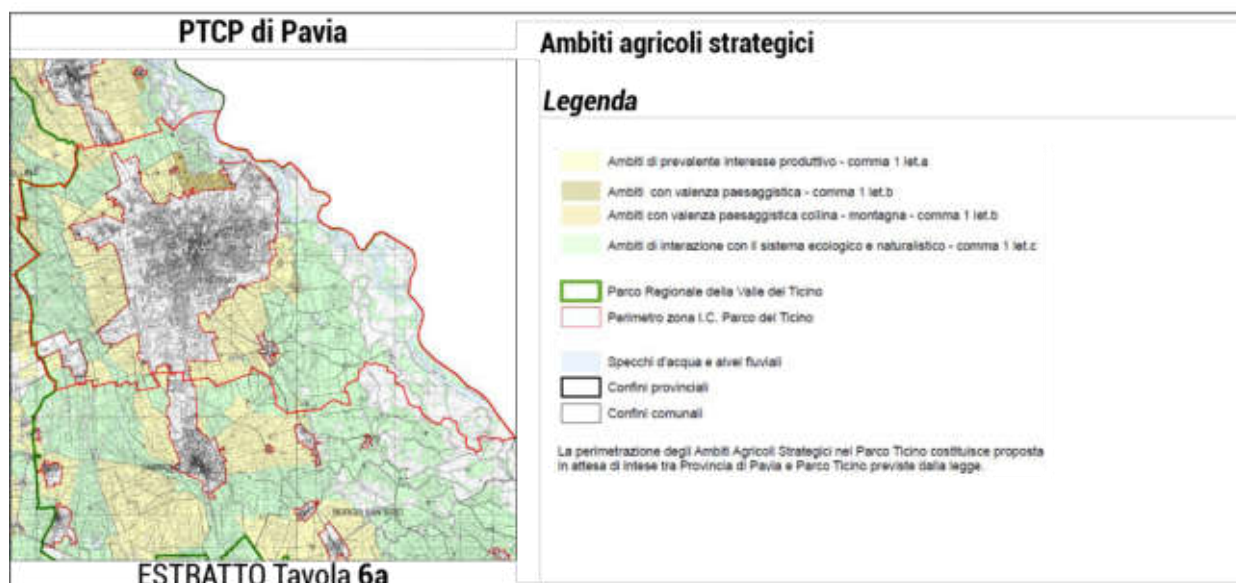 PTCP di Pavia
Ambiti agricoli strategici
Legenda
Ambiti di prevalente interesse produttivo - comma 1 let.a
Ambiti con valenza paesaggistica - comma 1 let.b
Ambiti con valenza paesaggistica collina - montagna - comma 1 let.b
Ambiti di interazione con il sistema ecologico e naturalistico - comma 1 let.c
Parco Regionale della Valle del Ticino
Perimetro zona I.C. Parco del Ticino
Specchi d'acqua e alvei fluviali
Confini provinciali
Confini comunali
La perimetrazione degli Ambiti Agricoli Strategici nel Parco Ticino costituisce proposta
in attesa di intese tra Provincia di Pavia e Parco Ticino previste dalla legge.
ESTRATTO Tavola 6a